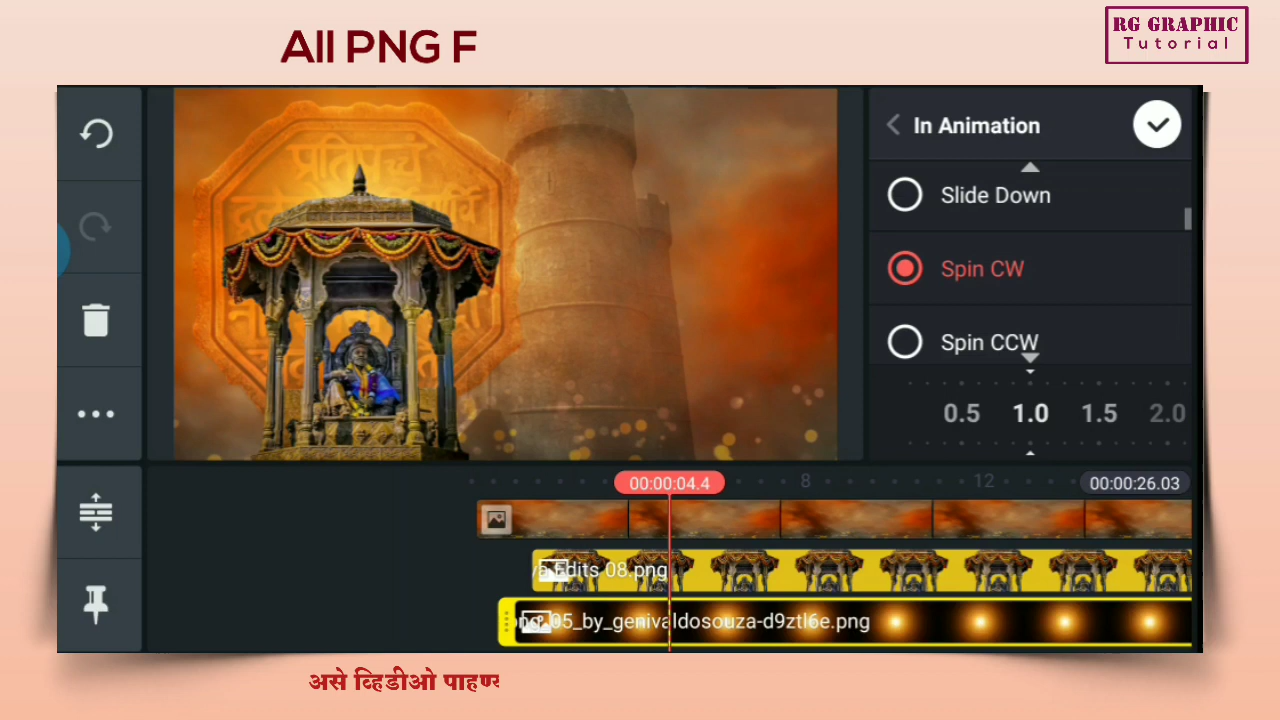 All PNG F
RG GRAPHIC
Tutorial
In Animation
Slide Down
Spin CW
Spin CCW
0.5 1.0 1.5 2.0
प्रतिपच्च
00:00:04.4 8 12 00:00:26.03
Edits 08.png
05_by_genivaldosouza-d9ztl6e.png
असे व्हिडीओ पाहण्य